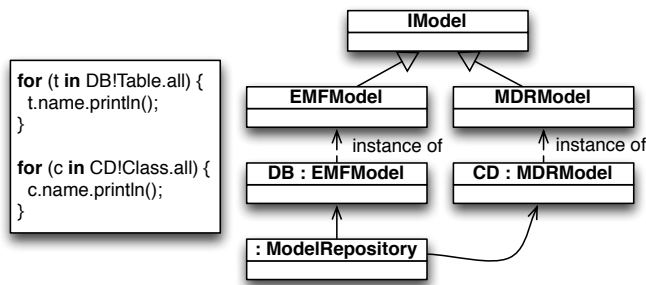 for (t in DB!Table.all) {
t.name.println();
}
for (c in CD!Class.all) {
c.name.println();
}
IModel
EMFModel
MDRModel
instance of
instance of
DB : EMFModel
CD : MDRModel
: ModelRepository